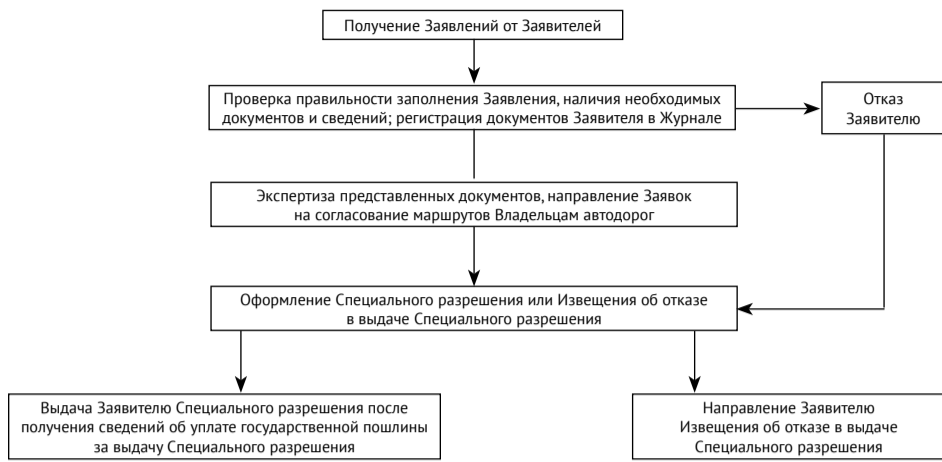 Получение Заявлений от Заявителей
Проверка правильности заполнения Заявления, наличия необходимых
документов и сведений; регистрация документов Заявителя в Журнале
Отказ
Заявителю
Экспертиза представленных документов, направление Заявок
на согласование маршрутов Владельцам автодорог
Оформление Специального разрешения или Извещения об отказе
в выдаче Специального разрешения
Выдача Заявителю Специального разрешения после
получения сведений об уплате государственной пошлины
за выдачу Специального разрешения
Направление Заявителю
Извещения об отказе в выдаче
Специального разрешения